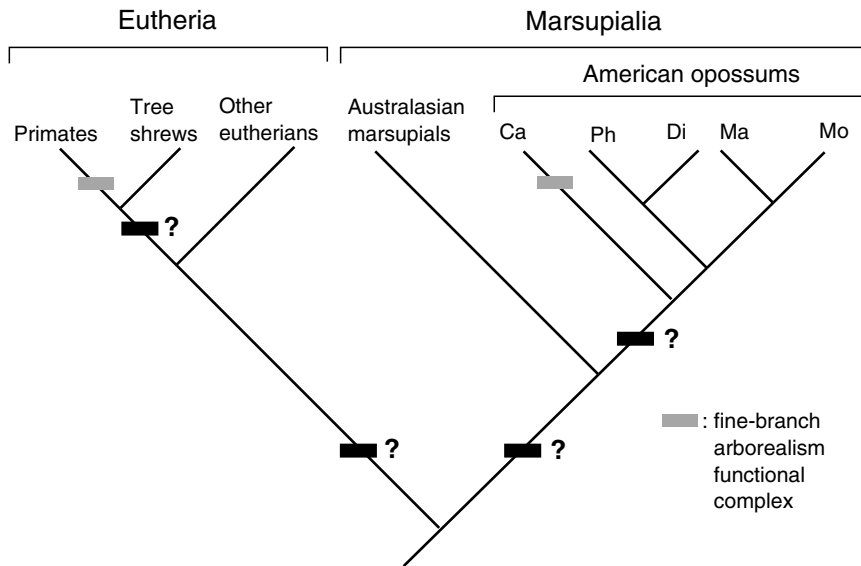 Eutheria
Marsupialia
American opossums
Primates
Tree
shrews
Other
eutherians
Australasian
marsupials
Ca
Ph
Di
Ma
Mo
?
?
?
?
: fine-branch
arborealism
functional
complex